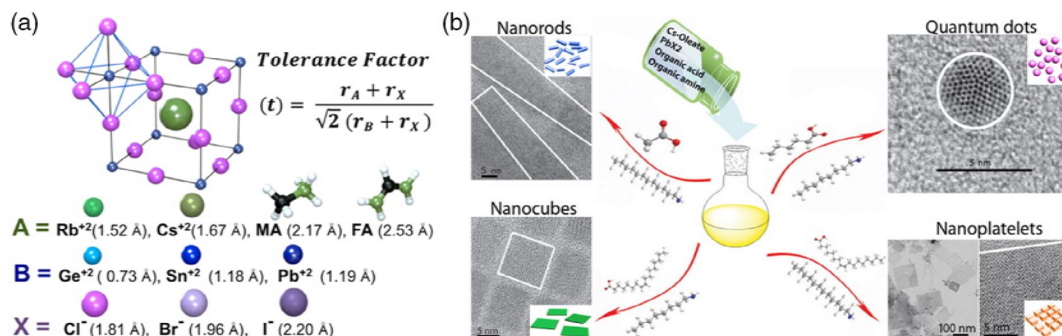 (a)
Tolerance Factor
(t) = r_A + r_X / √2 (r_B + r_X)
A = Rb⁺² (1.52 Å), Cs⁺² (1.67 Å), MA (2.17 Å), FA (2.53 Å)
B = Ge⁺² ( 0.73 Å), Sn⁺² (1.18 Å), Pb⁺² (1.19 Å)
X = Cl⁻ (1.81 Å), Br⁻ (1.96 Å), I⁻ (2.20 Å)
(b)
Nanorods
5 nm
Cs-Oleate
PbX2
Organic acid
Organic amine
Quantum dots
5 nm
Nanocubes
5 nm
Nanoplatelets
100 nm
5 nm